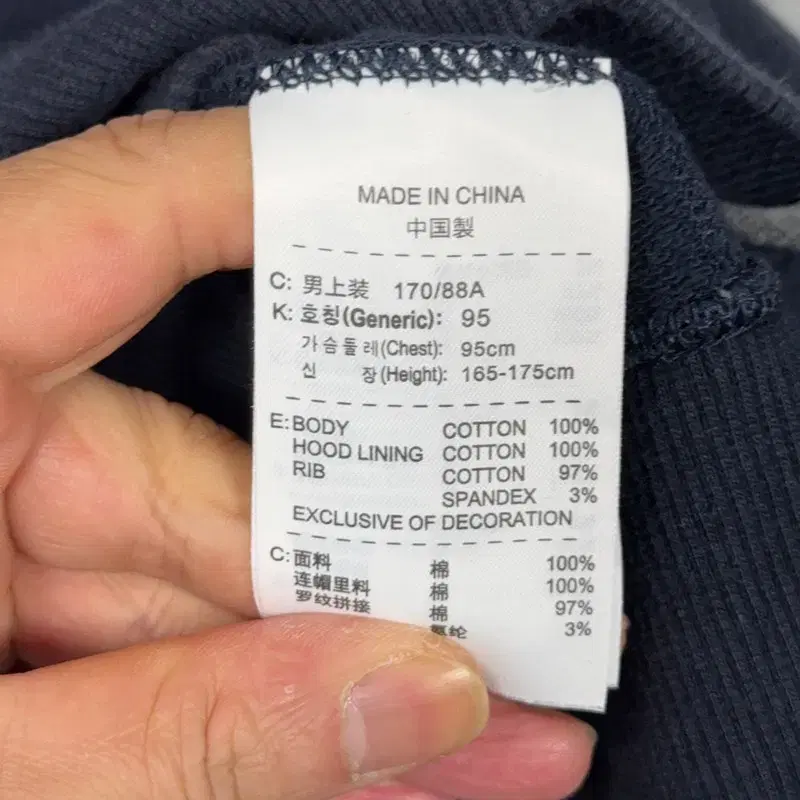 MADE IN CHINA
中国製
C: 男上装 170/88A
K: 호칭(Generic): 95
가슴둘레(Chest): 95cm
신 장(Height): 165-175cm
E: BODY COTTON 100%
HOOD LINING COTTON 100%
RIB COTTON 97%
SPANDEX 3%
EXCLUSIVE OF DECORATION
C: 面料 棉 100%
连帽里料 棉 100%
罗纹拼接 棉 97%
氨纶 3%